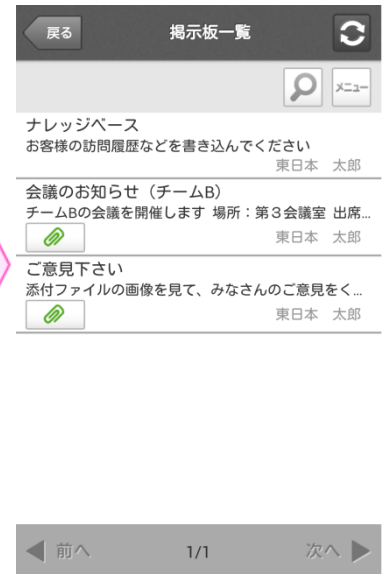 戻る
掲示板一覧
メニュー
ナレッジベース
お客様の訪問履歴などを書き込んでください
東日本 太郎
会議のお知らせ（チームB）
チームBの会議を開催します 場所：第３会議室 出席...
東日本 太郎
ご意見下さい
添付ファイルの画像を見て、みなさんのご意見をく...
東日本 太郎
前へ
1/1
次へ